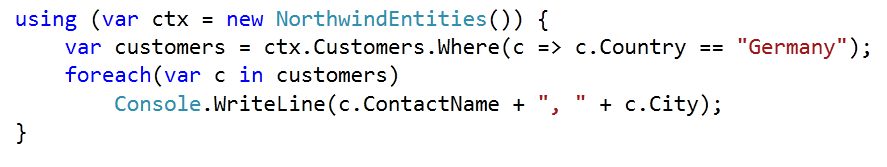 using (var ctx = new NorthwindEntities()) {
    var customers = ctx.Customers.Where(c => c.Country == "Germany");
    foreach(var c in customers)
        Console.WriteLine(c.ContactName + ", " + c.City);
}